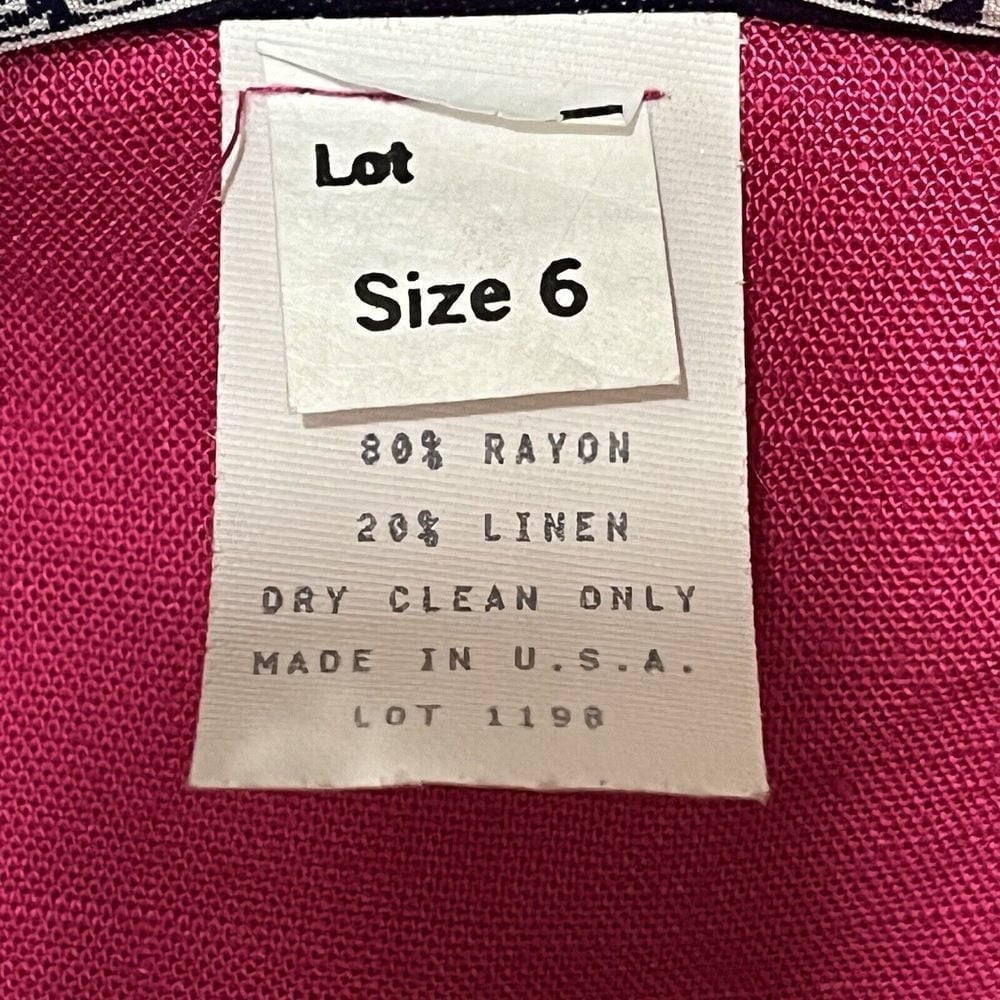 Lot
Size 6
80% RAYON
20% LINEN
DRY CLEAN ONLY
MADE IN U.S.A.
LOT 1198